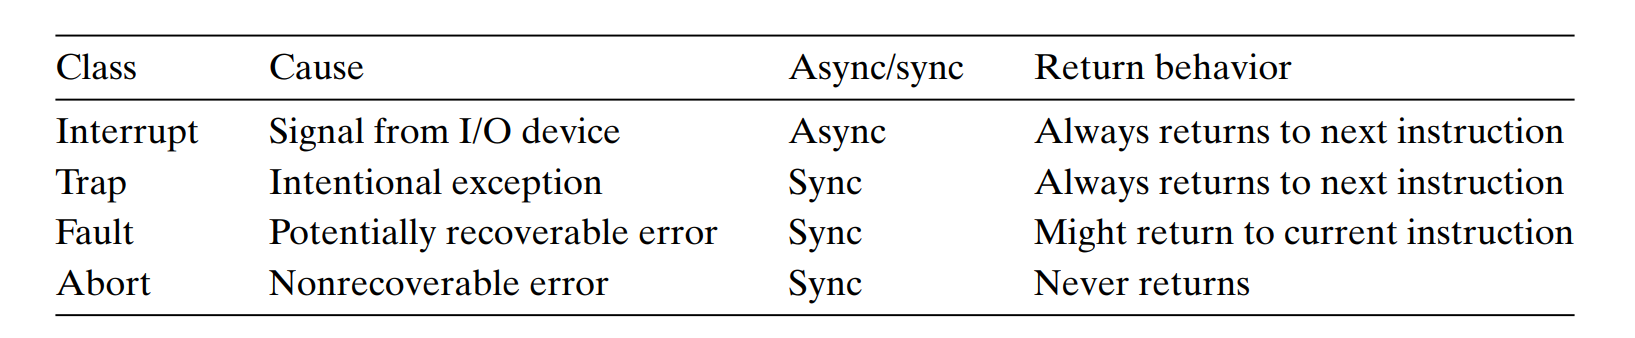 Class Cause Async/sync Return behavior
Interrupt Signal from I/O device Async Always returns to next instruction
Trap Intentional exception Sync Always returns to next instruction
Fault Potentially recoverable error Sync Might return to current instruction
Abort Nonrecoverable error Sync Never returns